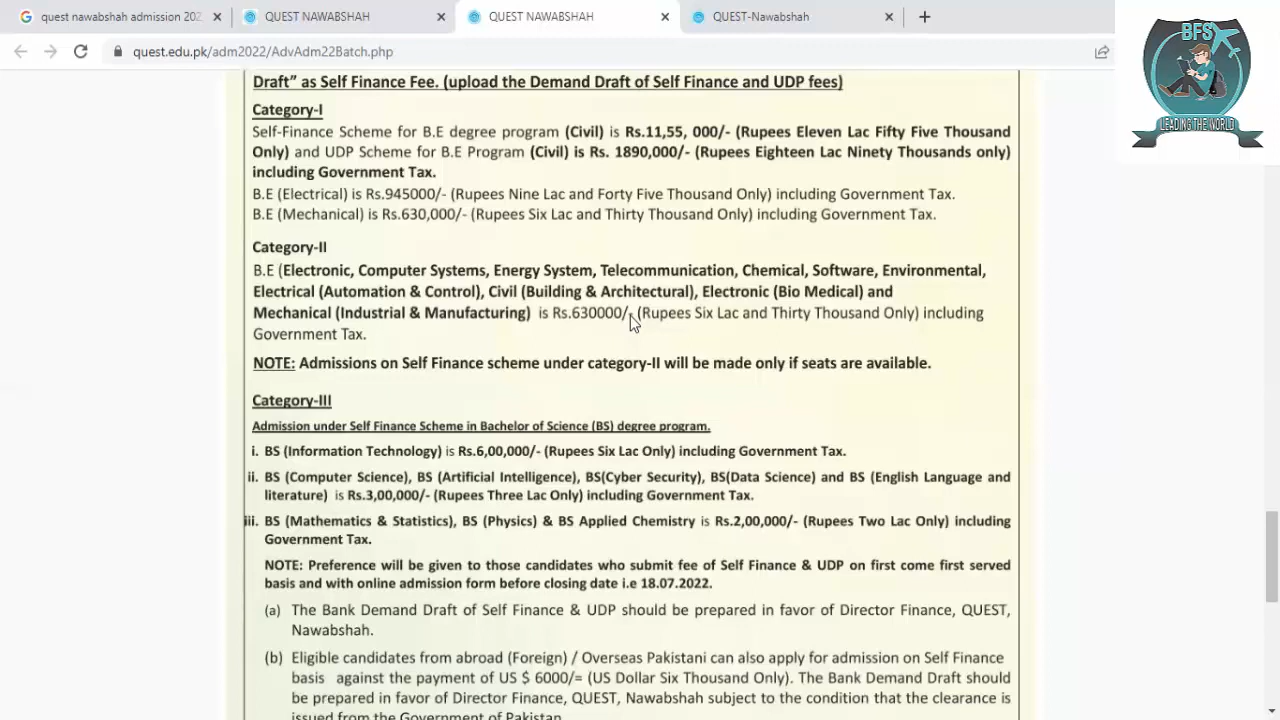 quest nawabshah admission 202
QUEST NAWABSHAH
QUEST NAWABSHAH
QUEST-Nawabshah
quest.edu.pk/adm2022/AdvAdm22Batch.php
BFS
LEADING THE WORLD
Draft” as Self Finance Fee. (upload the Demand Draft of Self Finance and UDP fees)
Category-I
Self-Finance Scheme for B.E degree program (Civil) is Rs.11,55, 000/- (Rupees Eleven Lac Fifty Five Thousand
Only) and UDP Scheme for B.E Program (Civil) is Rs. 1890,000/- (Rupees Eighteen Lac Ninety Thousands only)
including Government Tax.
B.E (Electrical) is Rs.945000/- (Rupees Nine Lac and Forty Five Thousand Only) including Government Tax.
B.E (Mechanical) is Rs.630,000/- (Rupees Six Lac and Thirty Thousand Only) including Government Tax.
Category-II
B.E (Electronic, Computer Systems, Energy System, Telecommunication, Chemical, Software, Environmental,
Electrical (Automation & Control), Civil (Building & Architectural), Electronic (Bio Medical) and
Mechanical (Industrial & Manufacturing) is Rs.630000/- (Rupees Six Lac and Thirty Thousand Only) including
Government Tax.
NOTE: Admissions on Self Finance scheme under category-II will be made only if seats are available.
Category-III
Admission under Self Finance Scheme in Bachelor of Science (BS) degree program.
i. BS (Information Technology) is Rs.6,00,000/- (Rupees Six Lac Only) including Government Tax.
ii. BS (Computer Science), BS (Artificial Intelligence), BS(Cyber Security), BS(Data Science) and BS (English Language and
literature) is Rs.3,00,000/- (Rupees Three Lac Only) including Government Tax.
iii. BS (Mathematics & Statistics), BS (Physics) & BS Applied Chemistry is Rs.2,00,000/- (Rupees Two Lac Only) including
Government Tax.
NOTE: Preference will be given to those candidates who submit fee of Self Finance & UDP on first come first served
basis and with online admission form before closing date i.e 18.07.2022.
(a) The Bank Demand Draft of Self Finance & UDP should be prepared in favor of Director Finance, QUEST,
Nawabshah.
(b) Eligible candidates from abroad (Foreign) / Overseas Pakistani can also apply for admission on Self Finance
basis against the payment of US $ 6000/= (US Dollar Six Thousand Only). The Bank Demand Draft should
be prepared in favor of Director Finance, QUEST, Nawabshah subject to the condition that the clearance is
issued from the Government of Pakistan.